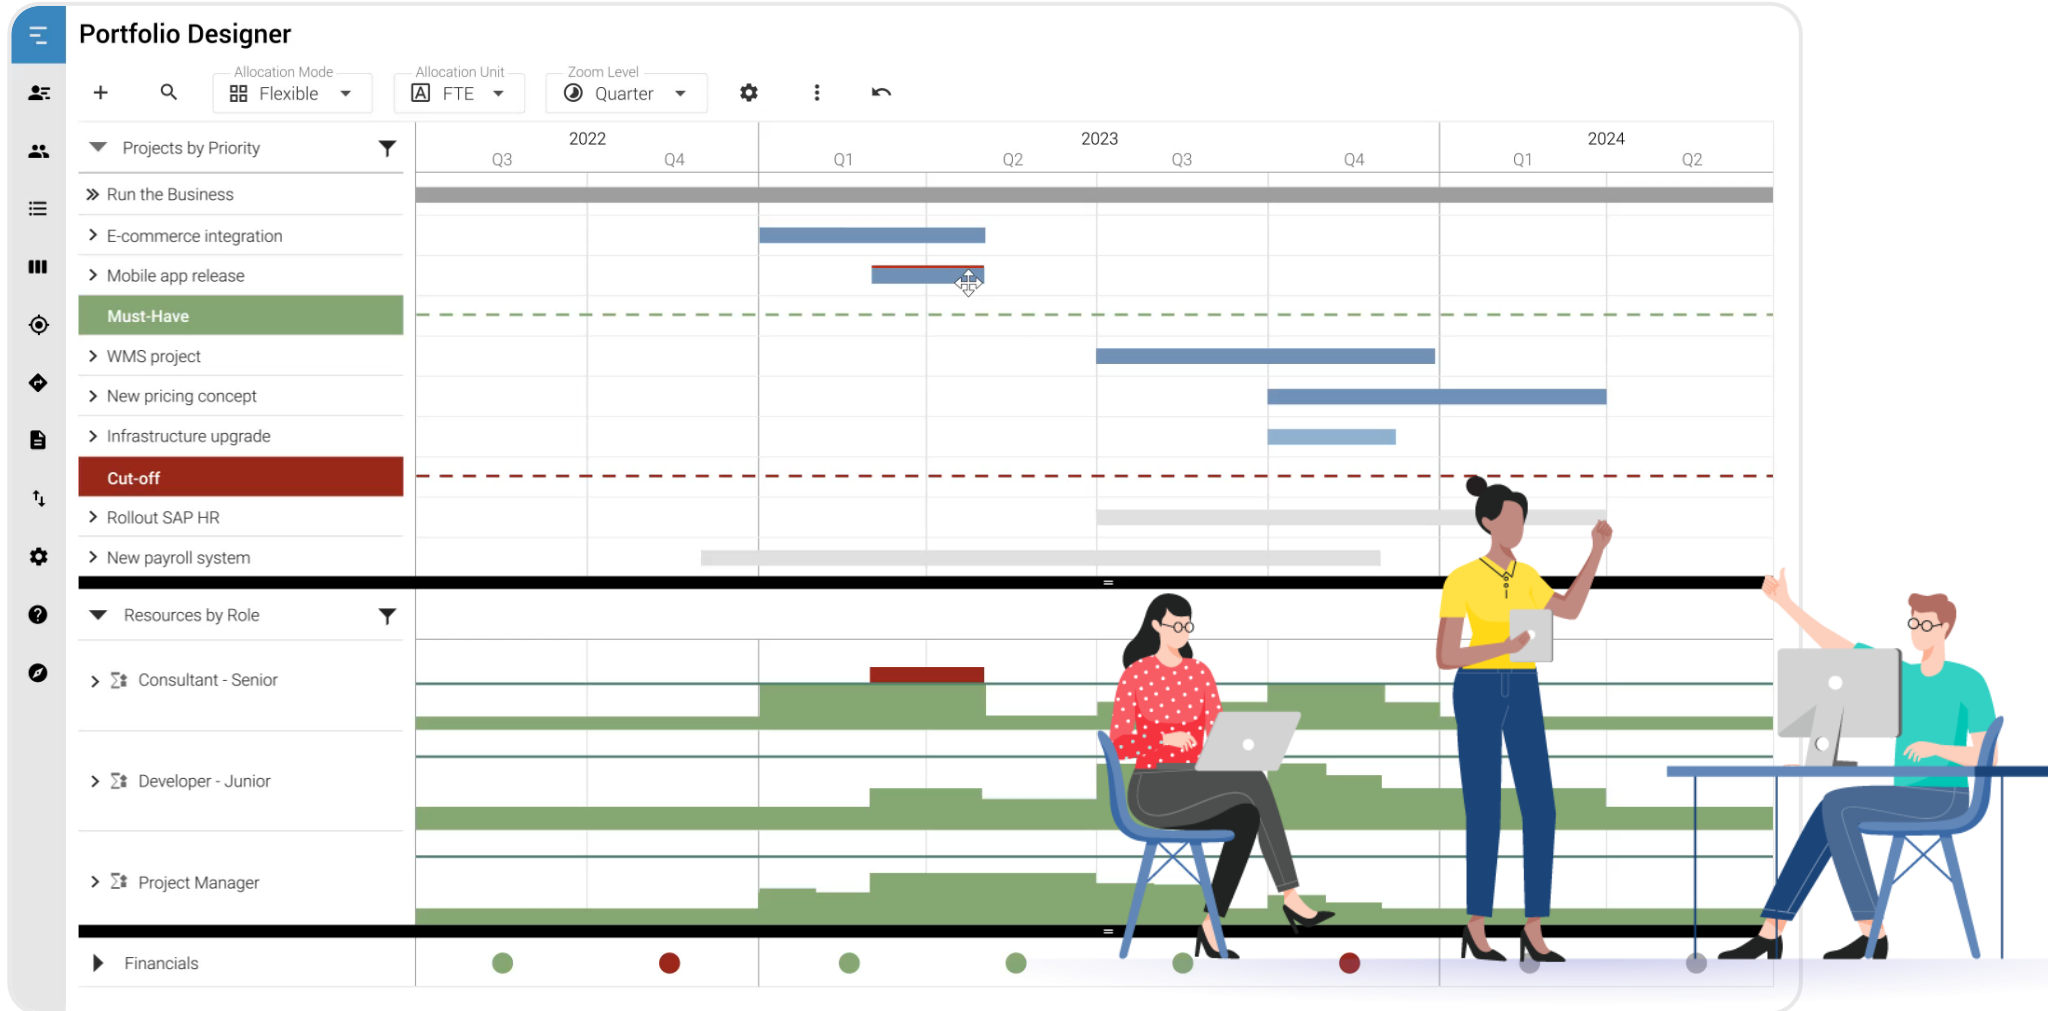 Portfolio Designer
Allocation Mode
Flexible
Allocation Unit
A FTE
Zoom Level
Quarter
Projects by Priority
2022 2023 2024
Q3 Q4 Q1 Q2 Q3 Q4 Q1 Q2
Run the Business
E-commerce integration
Mobile app release
Must-Have
WMS project
New pricing concept
Infrastructure upgrade
Cut-off
Rollout SAP HR
New payroll system
Resources by Role
Consultant - Senior
Developer - Junior
Project Manager
Financials